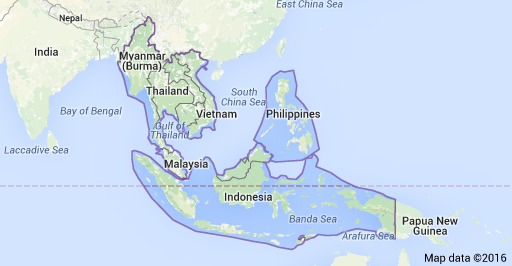 East China Sea
Nepal
India
Myanmar
(Burma)
Thailand
Bay of Bengal
South
China Sea
Vietnam
Philippines
Gulf of
Thailand
Laccadive Sea
Malaysia
Indonesia
Banda Sea
Papua New
Guinea
Arafura Sea
Map data ©2016